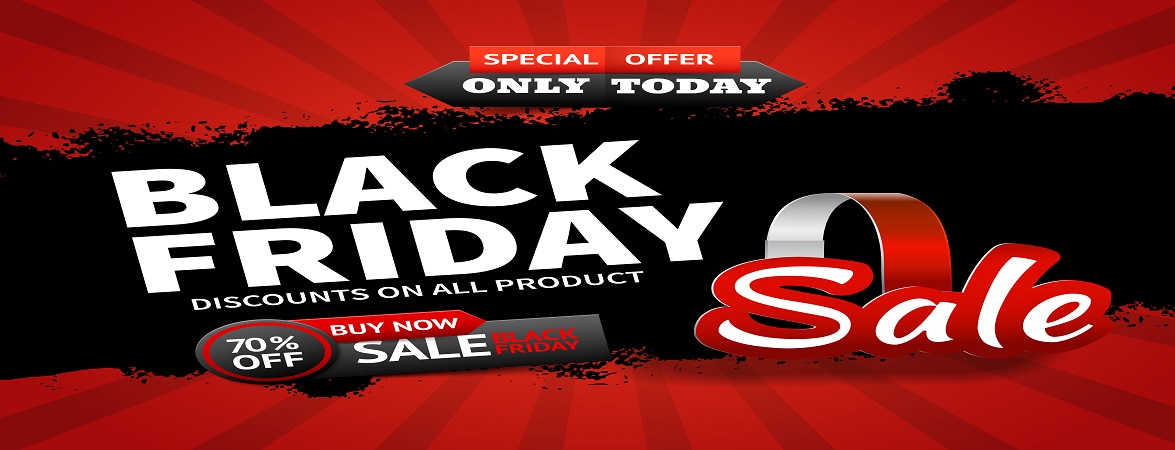 SPECIAL OFFER
ONLY TODAY
BLACK
FRIDAY
DISCOUNTS ON ALL PRODUCT
Sale
70%
OFF
BUY NOW
SALE
BLACK
FRIDAY